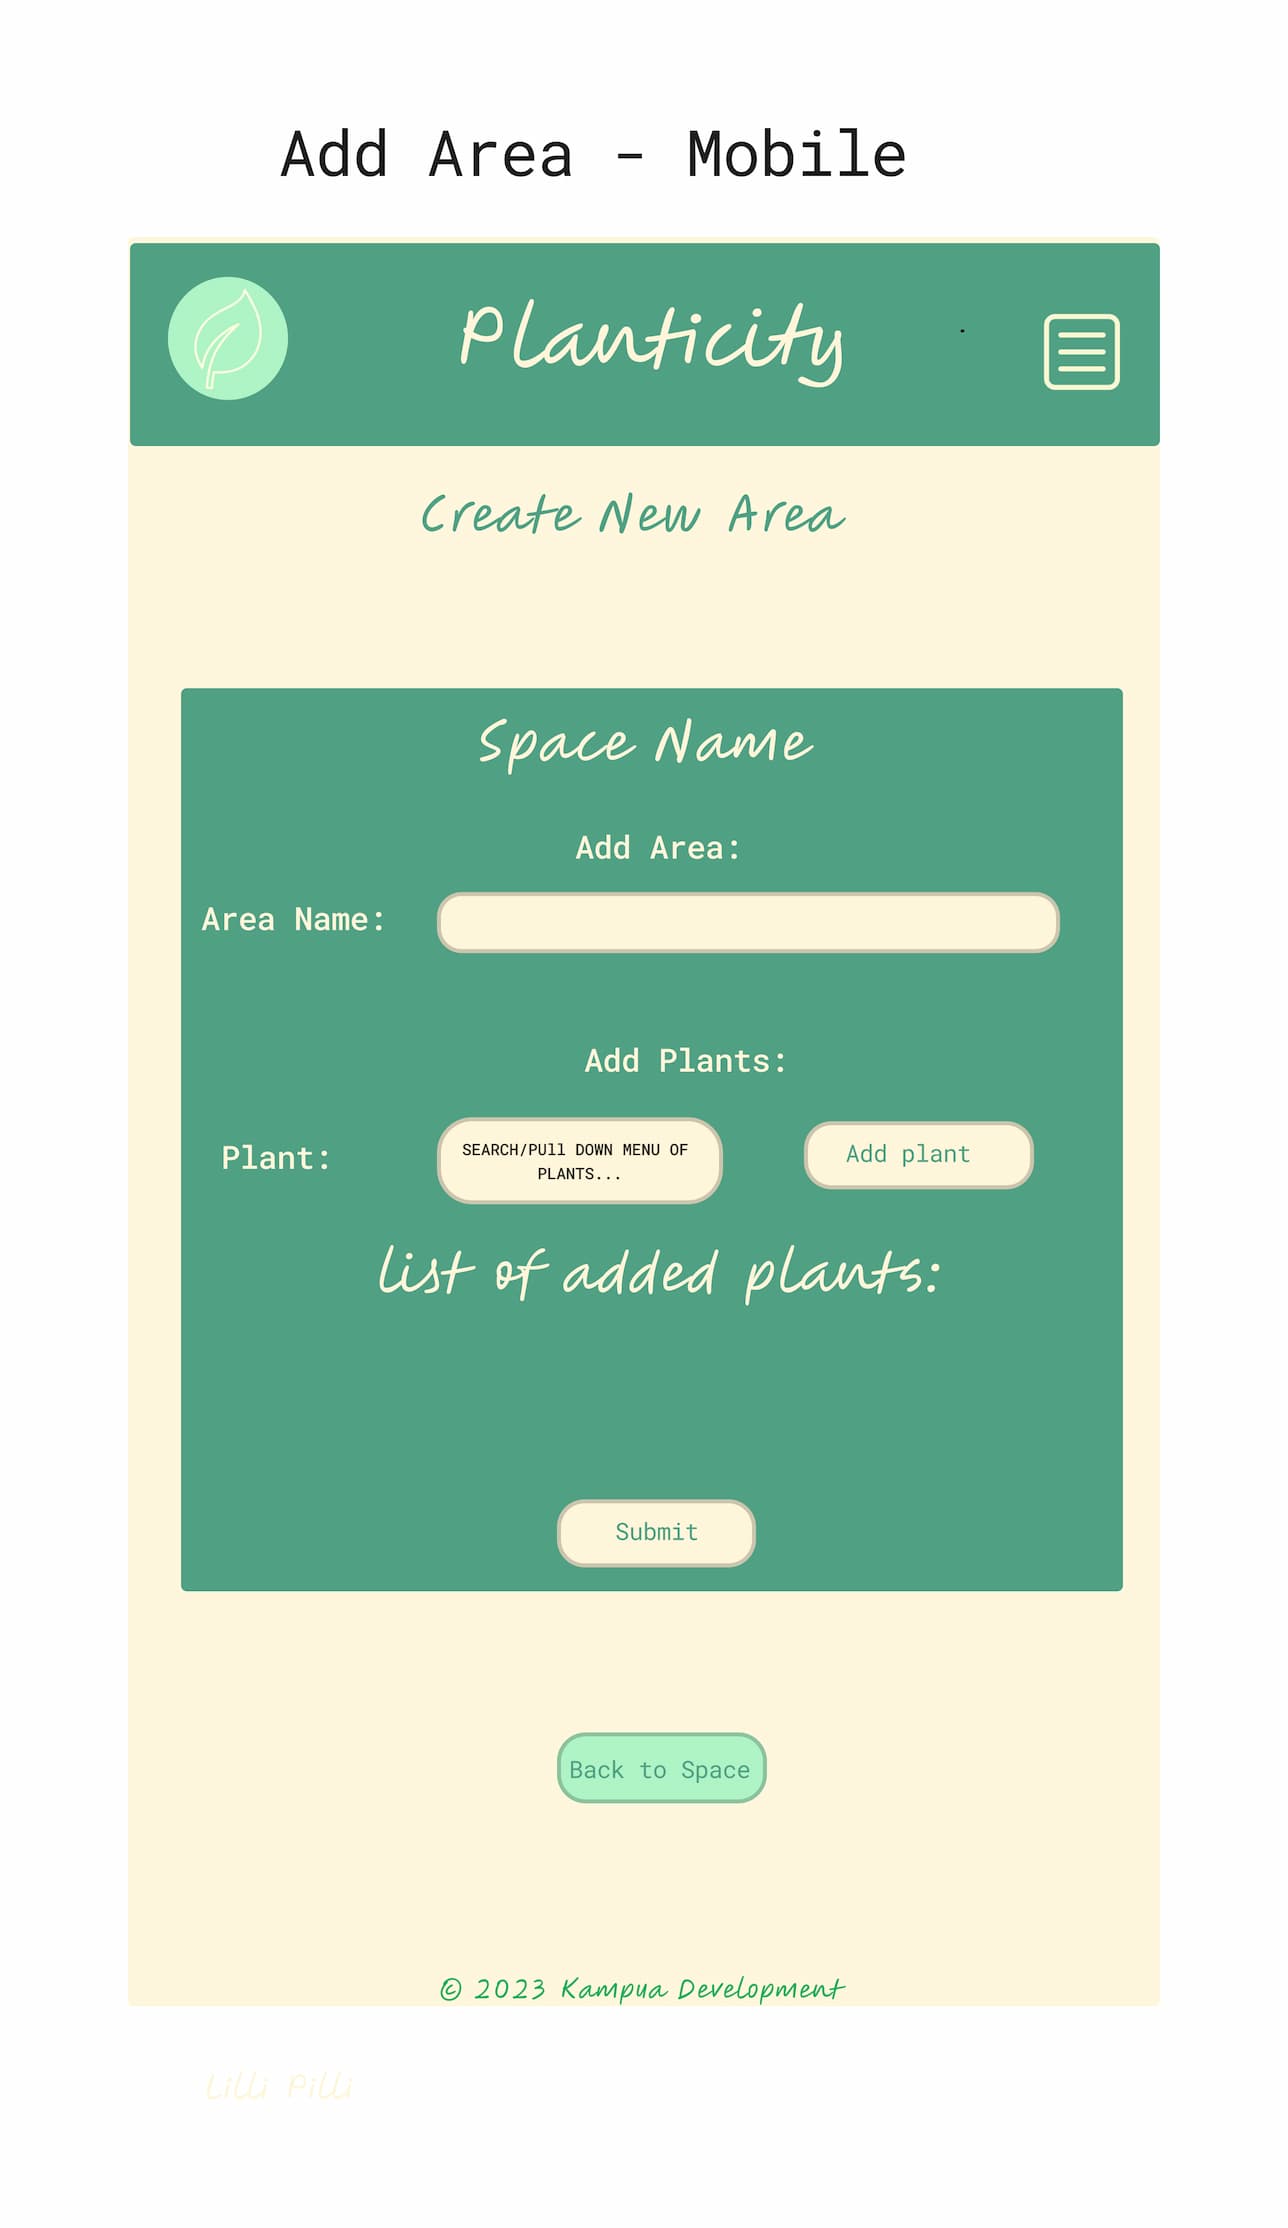 Add Area - Mobile
Planticity
Create New Area
Space Name
Add Area:
Area Name:
Add Plants:
Plant:
SEARCH/PUll DOWN MENU OF
PLANTS...
Add plant
list of added plants:
Submit
Back to Space
© 2023 Kampua Development
Lilli Pilli